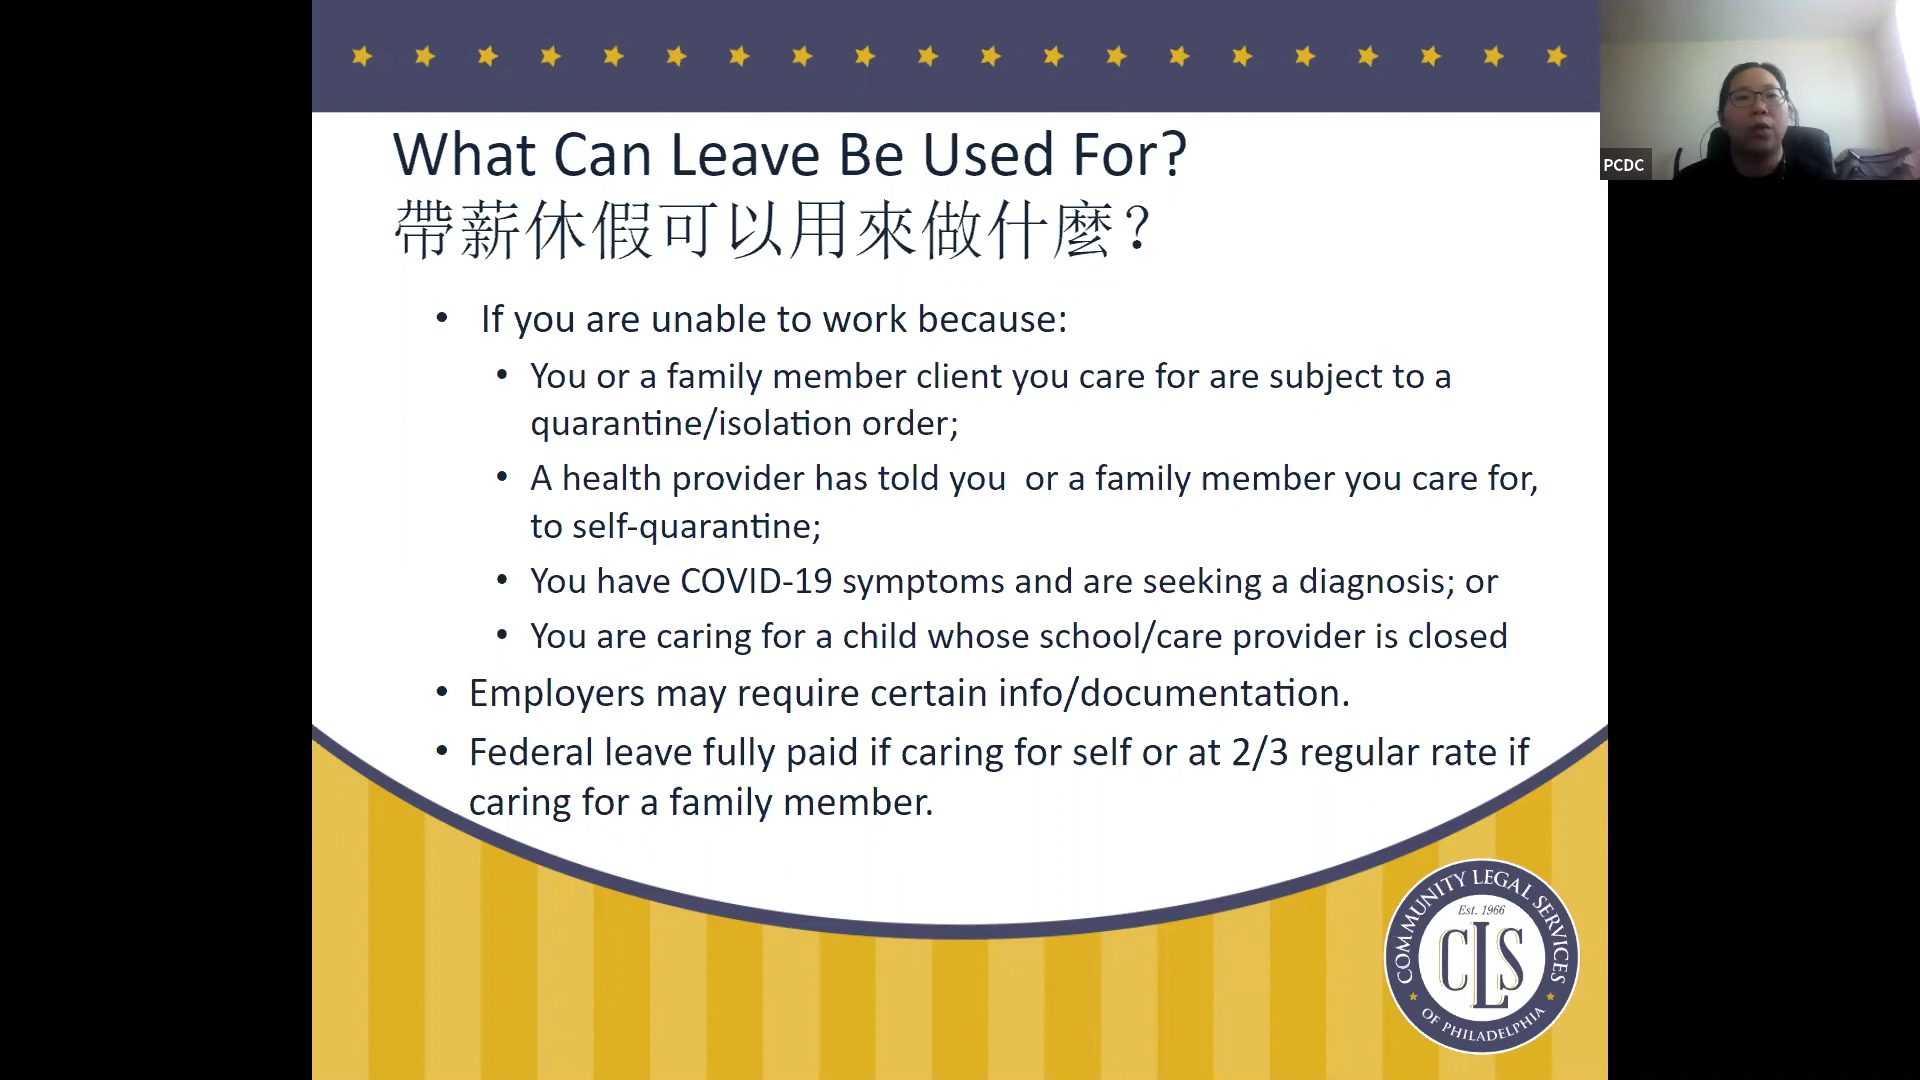 What Can Leave Be Used For?
帶薪休假可以用來做什麼？
• If you are unable to work because:
• You or a family member client you care for are subject to a
quarantine/isolation order;
• A health provider has told you  or a family member you care for,
to self-quarantine;
• You have COVID-19 symptoms and are seeking a diagnosis; or
• You are caring for a child whose school/care provider is closed
• Employers may require certain info/documentation.
• Federal leave fully paid if caring for self or at 2/3 regular rate if
caring for a family member.
PCDC
COMMUNITY LEGAL SERVICES
Est. 1966
CLS
OF PHILADELPHIA